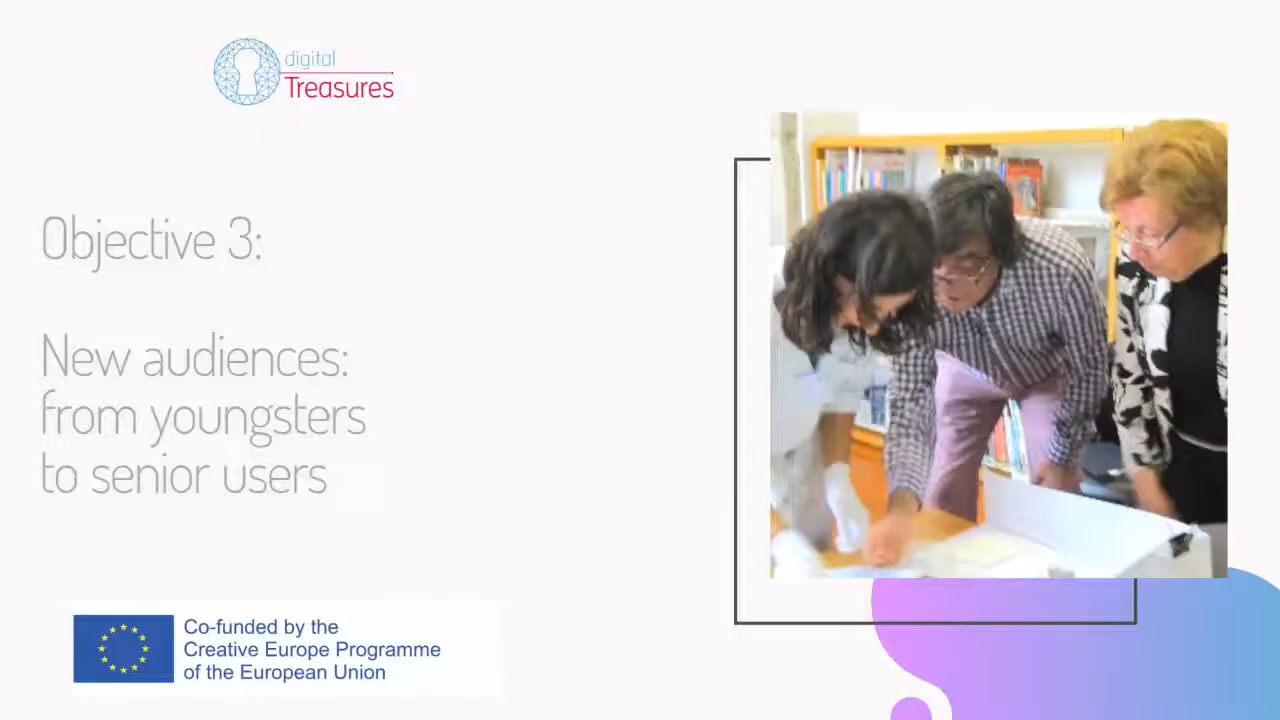 digital
Treasures
Objective 3:
New audiences:
from youngsters
to senior users
Co-funded by the
Creative Europe Programme
of the European Union